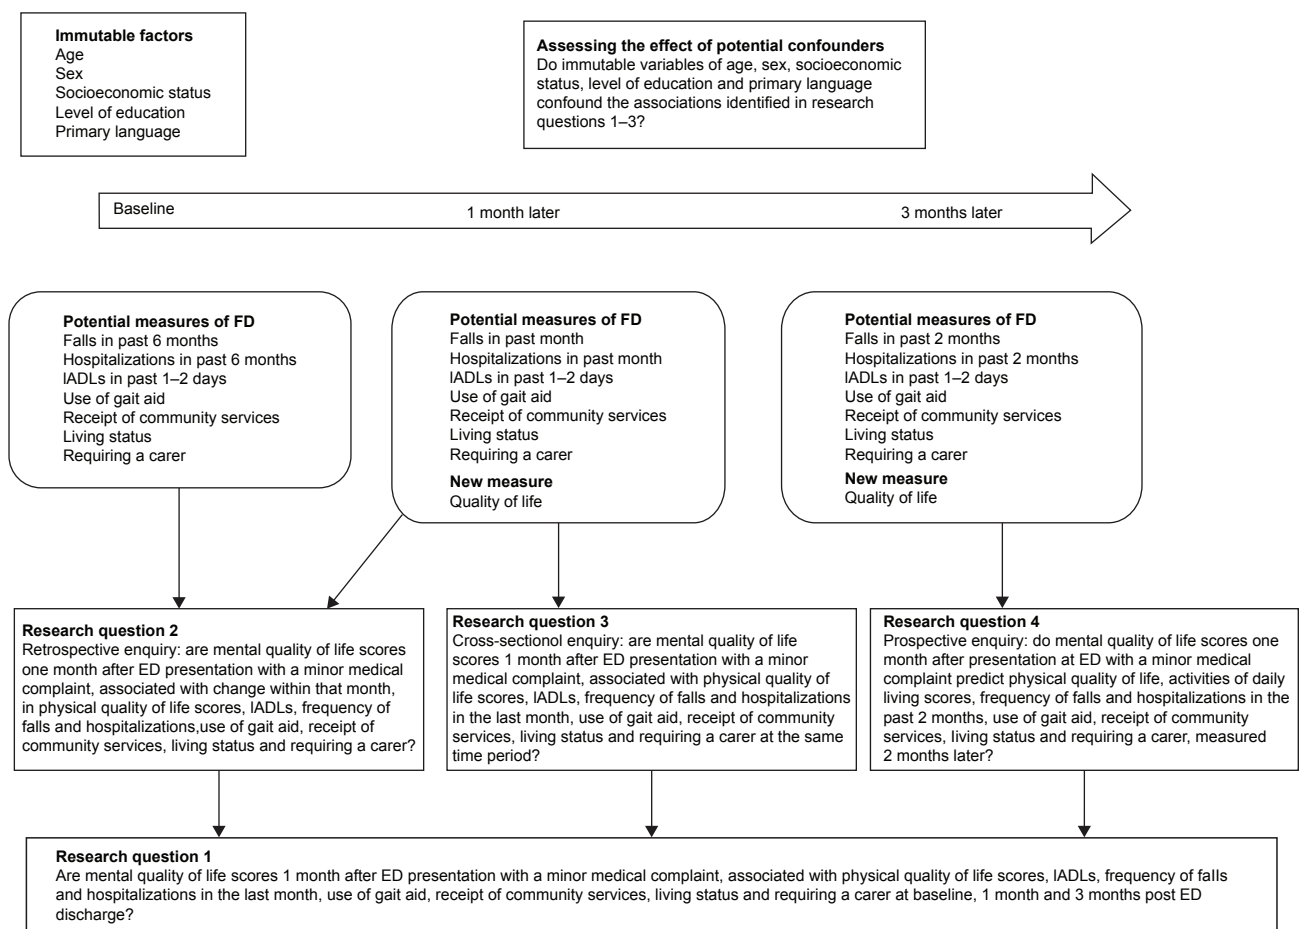 Immutable factors
Age
Sex
Socioeconomic status
Level of education
Primary language
Assessing the effect of potential confounders
Do immutable variables of age, sex, socioeconomic
status, level of education and primary language
confound the associations identified in research
questions 1–3?
Baseline
1 month later
3 months later
Potential measures of FD
Falls in past 6 months
Hospitalizations in past 6 months
IADLs in past 1–2 days
Use of gait aid
Receipt of community services
Living status
Requiring a carer
Potential measures of FD
Falls in past month
Hospitalizations in past month
IADLs in past 1–2 days
Use of gait aid
Receipt of community services
Living status
Requiring a carer
New measure
Quality of life
Potential measures of FD
Falls in past 2 months
Hospitalizations in past 2 months
IADLs in past 1–2 days
Use of gait aid
Receipt of community services
Living status
Requiring a carer
New measure
Quality of life
Research question 2
Retrospective enquiry: are mental quality of life scores
one month after ED presentation with a minor medical
complaint, associated with change within that month,
in physical quality of life scores, IADLs, frequency of
falls and hospitalizations,use of gait aid, receipt of
community services, living status and requiring a carer?
Research question 3
Cross-sectionol enquiry: are mental quality of life
scores 1 month after ED presentation with a minor
medical complaint, associated with physical quality of
life scores, IADLs, frequency of falls and hospitalizations
in the last month, use of gait aid, receipt of community
services, living status and requiring a carer at the same
time period?
Research question 4
Prospective enquiry: do mental quality of life scores one
month after presentation at ED with a minor medical
complaint predict physical quality of life, activities of daily
living scores, frequency of falls and hospitalizations in the
past 2 months, use of gait aid, receipt of community
services, living status and requiring a carer, measured
2 months later?
Research question 1
Are mental quality of life scores 1 month after ED presentation with a minor medical complaint, associated with physical quality of life scores, IADLs, frequency of falls
and hospitalizations in the last month, use of gait aid, receipt of community services, living status and requiring a carer at baseline, 1 month and 3 months post ED
discharge?